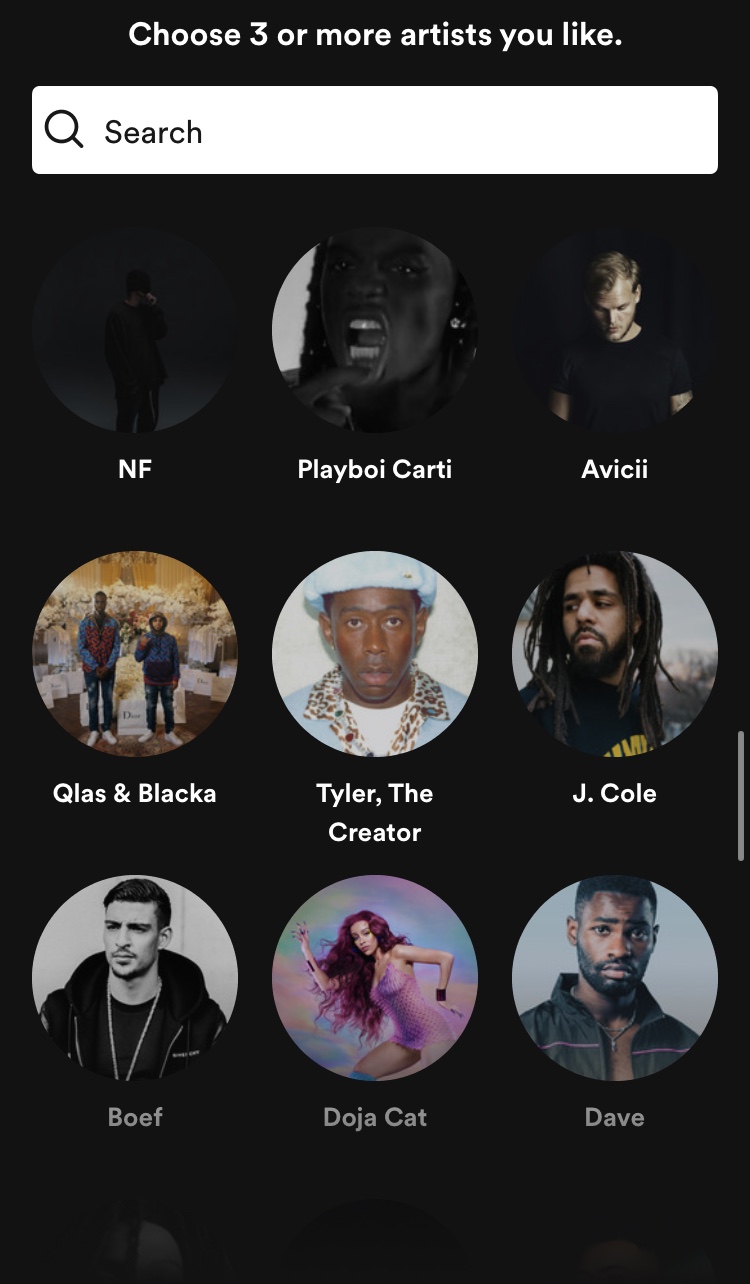 Choose 3 or more artists you like.
Search
NF
Playboi Carti
Avicii
Qlas & Blacka
Tyler, The
Creator
J. Cole
Boef
Doja Cat
Dave
Dior